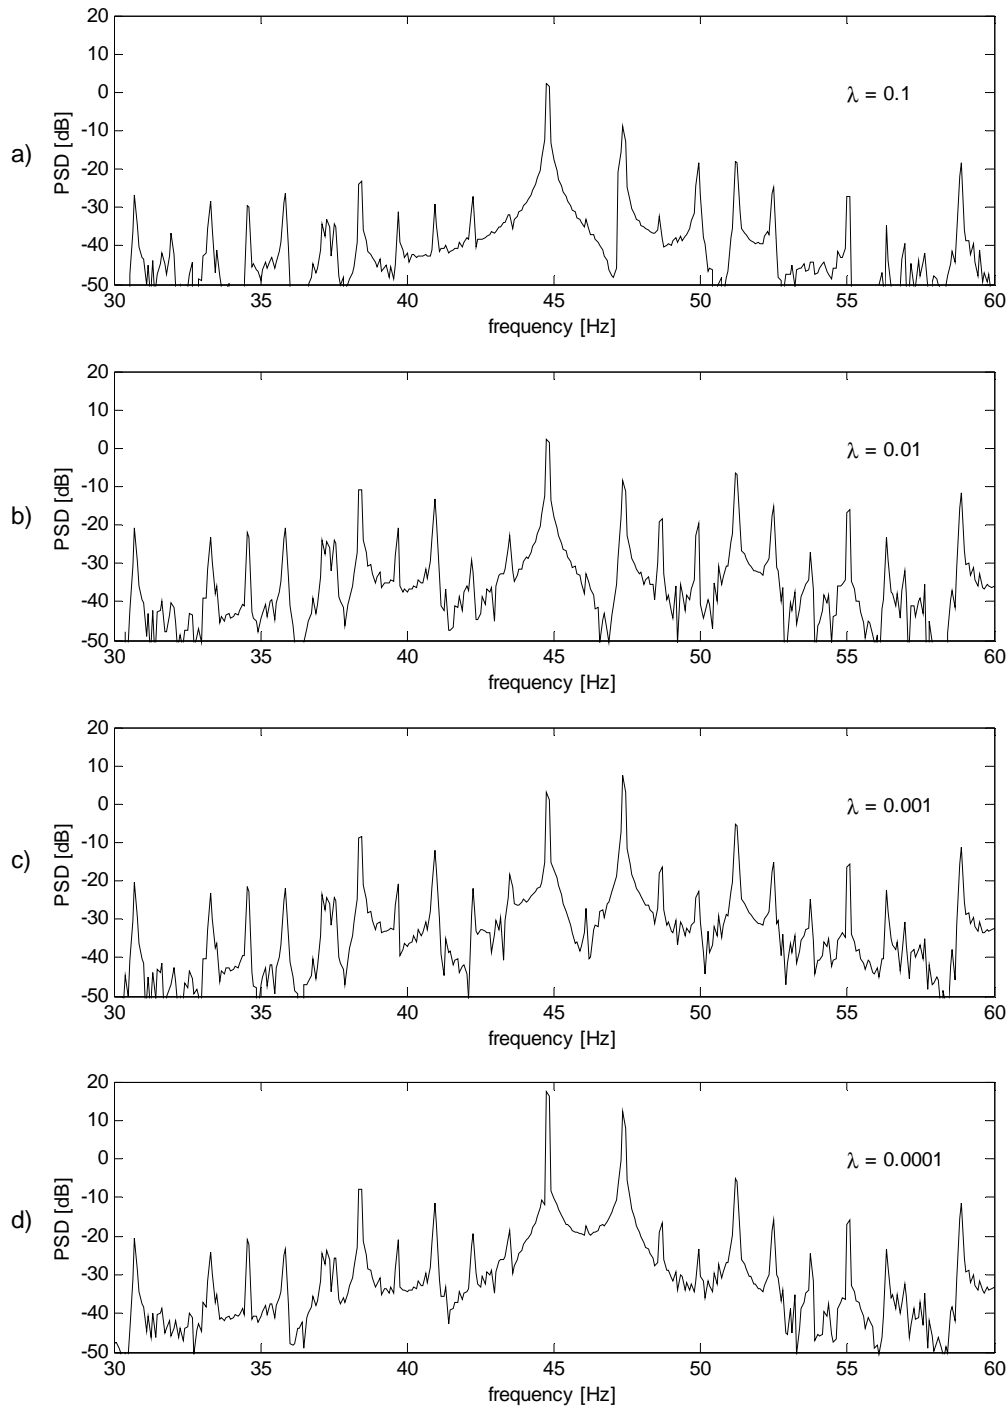 20
10
0
-10
-20
-30
-40
-50
PSD [dB]
a)
λ = 0.1
30 35 40 45 50 55 60
frequency [Hz]
20
10
0
-10
-20
-30
-40
-50
PSD [dB]
b)
λ = 0.01
30 35 40 45 50 55 60
frequency [Hz]
20
10
0
-10
-20
-30
-40
-50
PSD [dB]
c)
λ = 0.001
30 35 40 45 50 55 60
frequency [Hz]
20
10
0
-10
-20
-30
-40
-50
PSD [dB]
d)
λ = 0.0001
30 35 40 45 50 55 60
frequency [Hz]